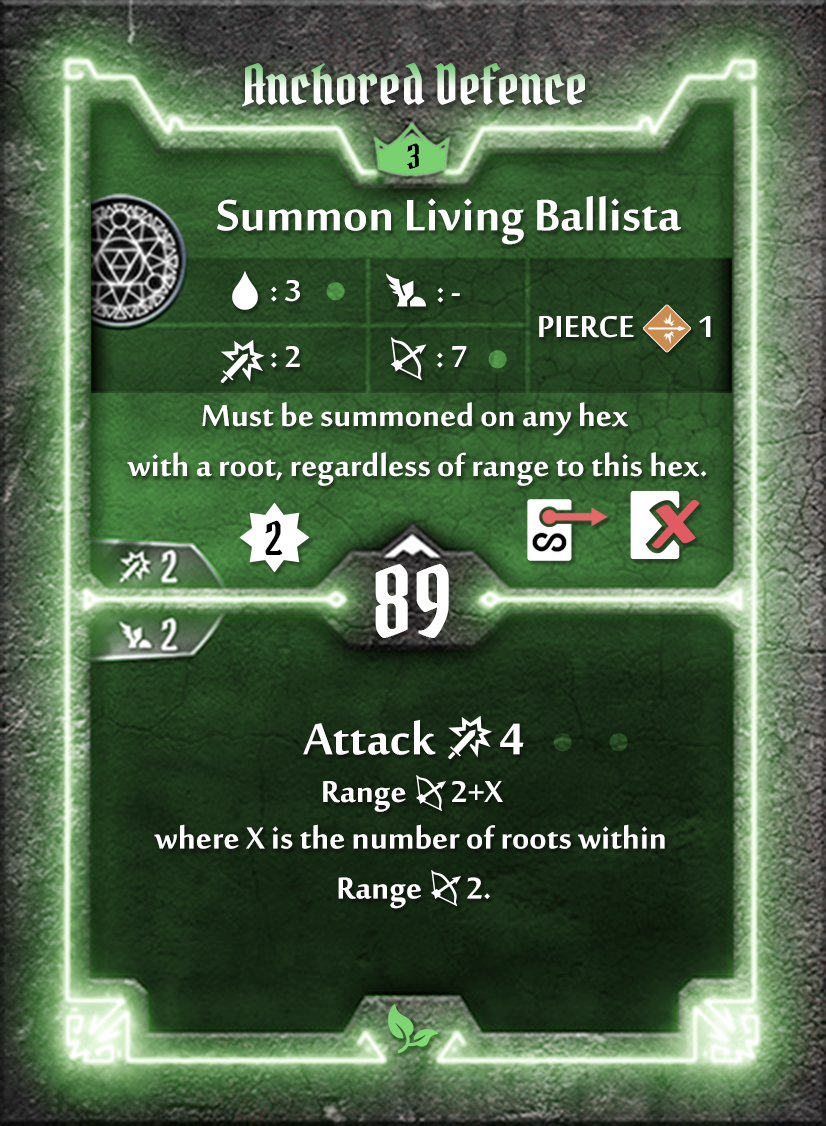 Anchored Defence
3
Summon Living Ballista
: 3
: -
PIERCE 1
: 2
: 7
Must be summoned on any hex
with a root, regardless of range to this hex.
2
S
2
89
2
Attack 4
Range 2+X
where X is the number of roots within
Range 2.